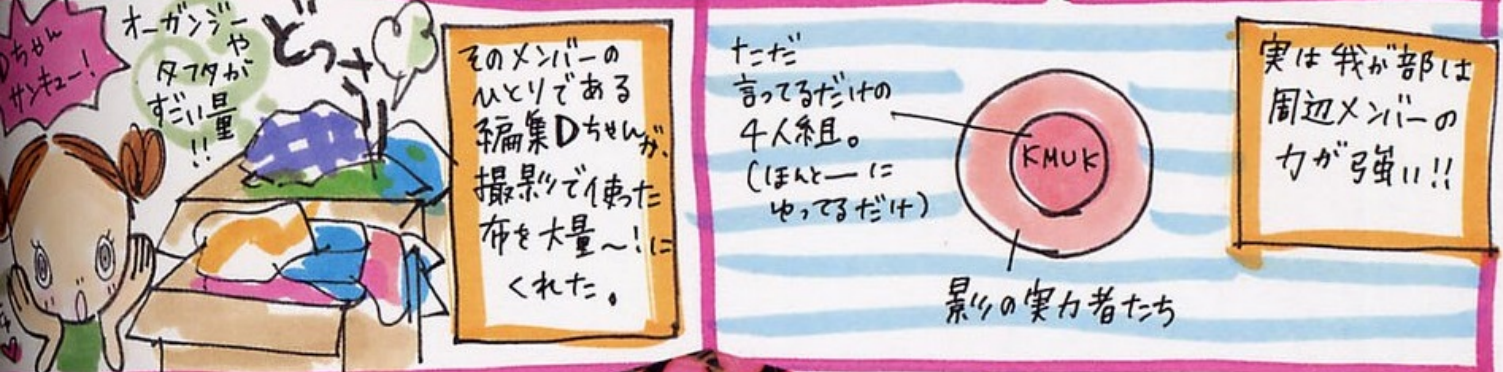 実は我が部は
周辺メンバーの
力が強い!!
ただ
言ってるだけの
4人組。
(ほんとーに
ゆってるだけ)
KMUK
影の実力者たち
そのメンバーの
ひとりである
編集Dちゃんが、
撮影で使った
布を大量〜!に
くれた。
どっさり
オーガンジーや
タフタが
すごい量
!!
Dちゃん
サンキュー!